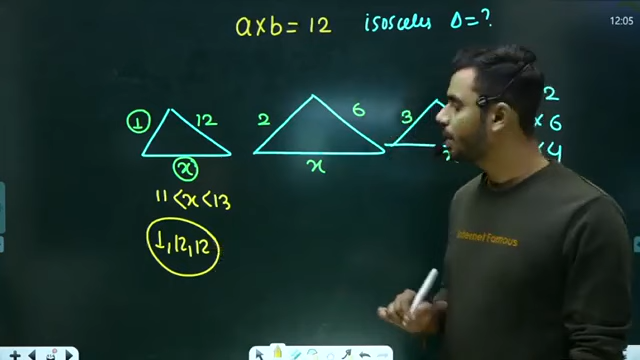 a x b = 12 isosceles Δ = ?
12:05
1 12 x
2 6 x
3
2
x 6
4
11 < x < 13
1, 12, 12